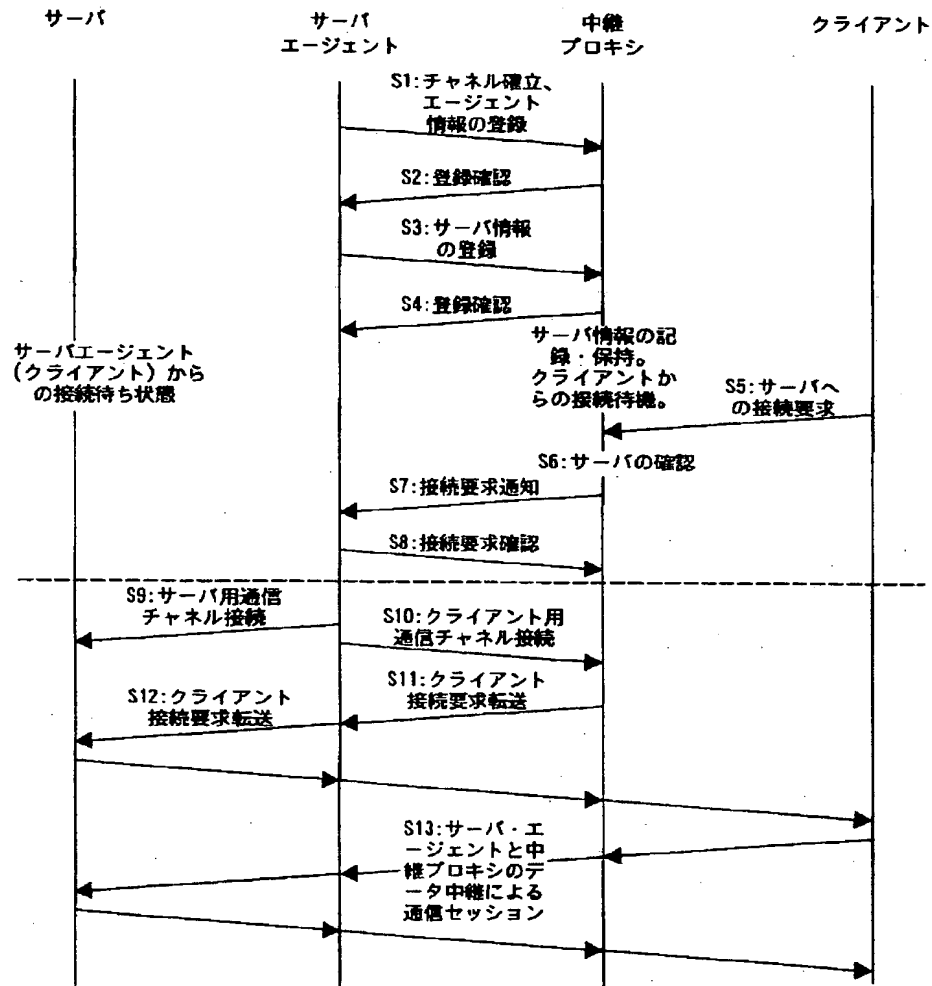 サーバ
サーバ
エージェント
中継
プロキシ
クライアント
S1:チャネル確立、
エージェント
情報の登録
S2:登録確認
S3:サーバ情報
の登録
S4:登録確認
サーバエージェント
(クライアント)から
の接続待ち状態
サーバ情報の記
録・保持。
クライアントか
らの接続待機。
S5:サーバへ
の接続要求
S6:サーバの確認
S7:接続要求通知
S8:接続要求確認
S9:サーバ用通信
チャネル接続
S10:クライアント用
通信チャネル接続
S11:クライアント
接続要求転送
S12:クライアント
接続要求転送
S13:サーバ・エ
ージェントと中
継プロキシのデ
ータ中継による
通信セッション